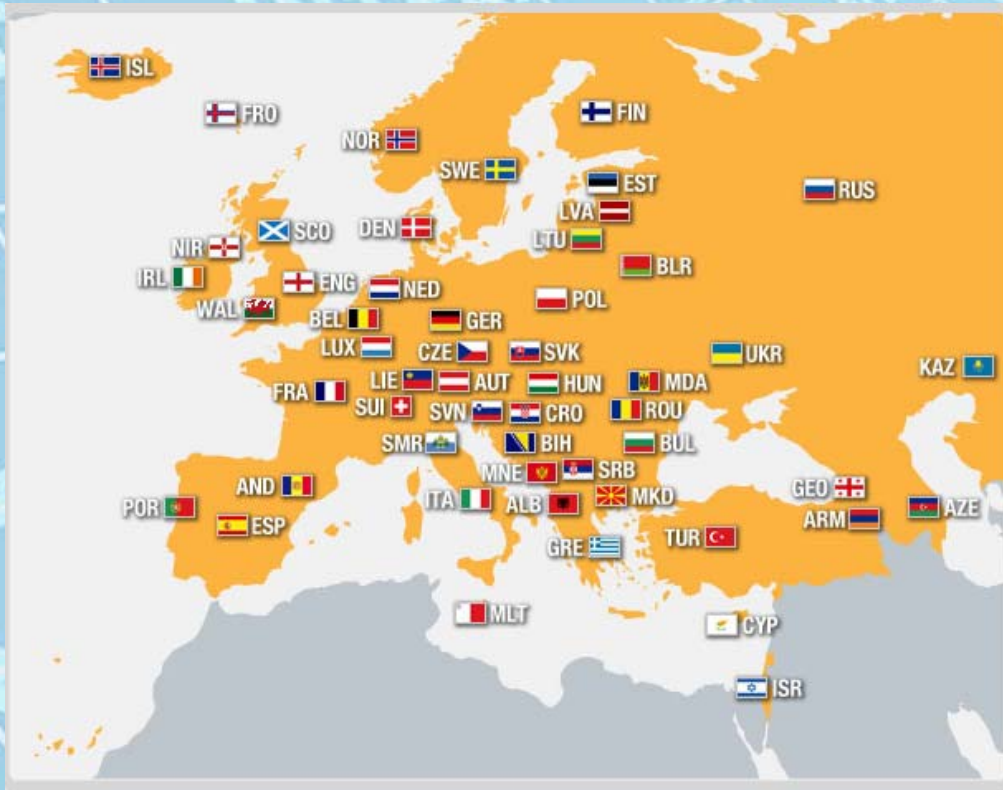 ISL
FRO
FIN
NOR
SWE
EST
RUS
LVA
DEN
SCO
LTU
NIR
BLR
IRL
ENG
NED
POL
WAL
BEL
GER
LUX
CZE
SVK
UKR
KAZ
LIE
AUT
HUN
MDA
FRA
SUI
SVN
CRO
ROU
SMR
BIH
BUL
MNE
SRB
AND
GEO
ITA
ALB
MKD
POR
AZE
ARM
ESP
TUR
GRE
MLT
CYP
ISR